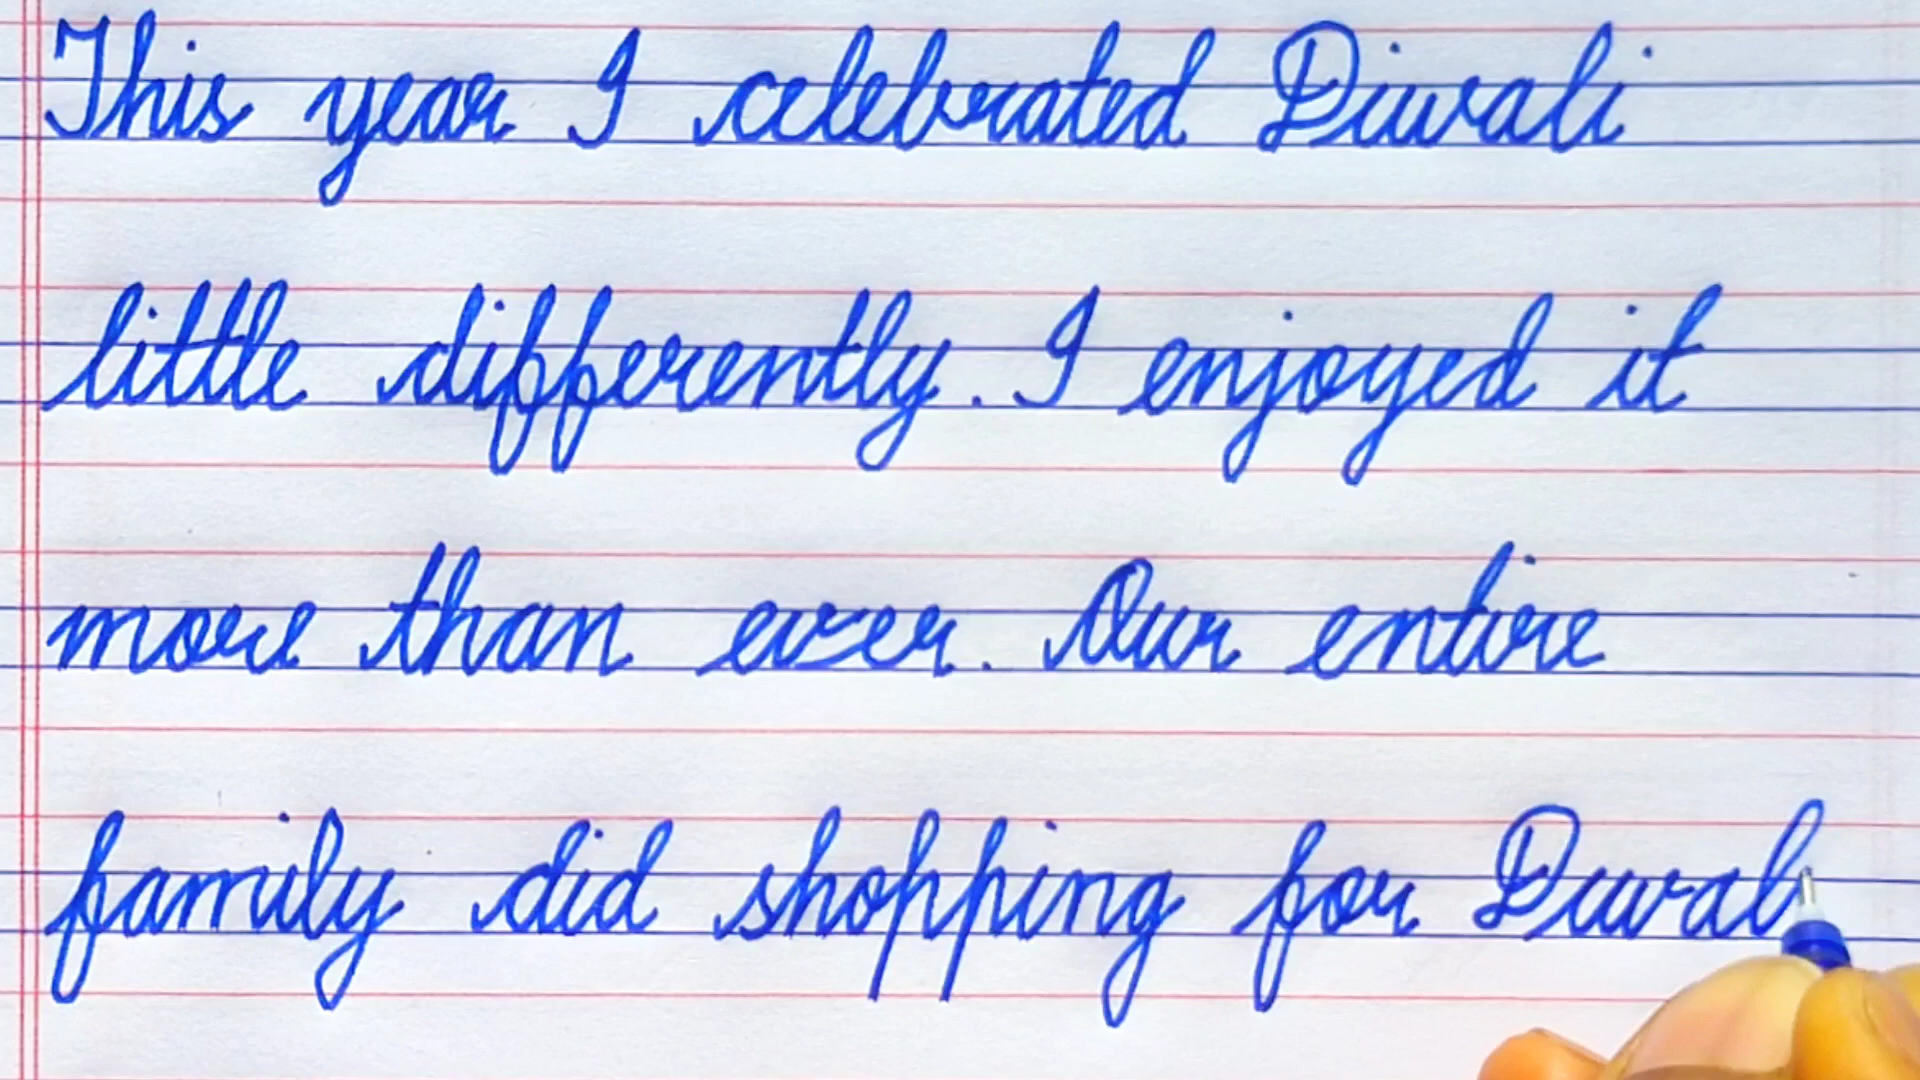 This year I celebrated Diwali
little differently. I enjoyed it
more than ever. Our entire
family did shopping for Diwal